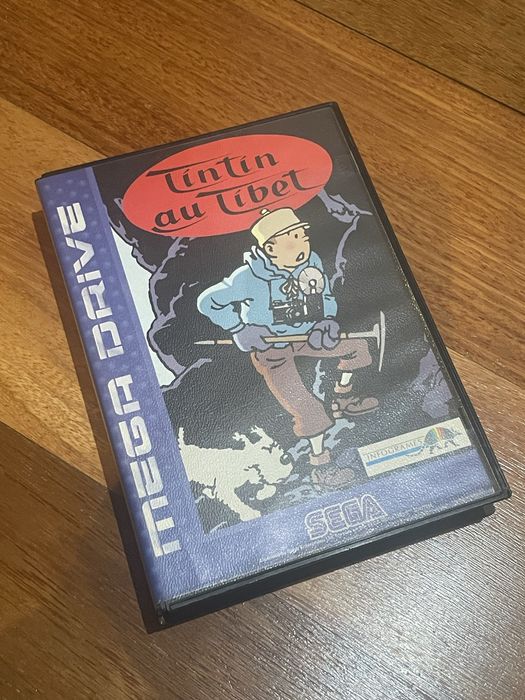 Tintin
au Tibet
MEGA DRIVE
INFOGRAMES
SEGA